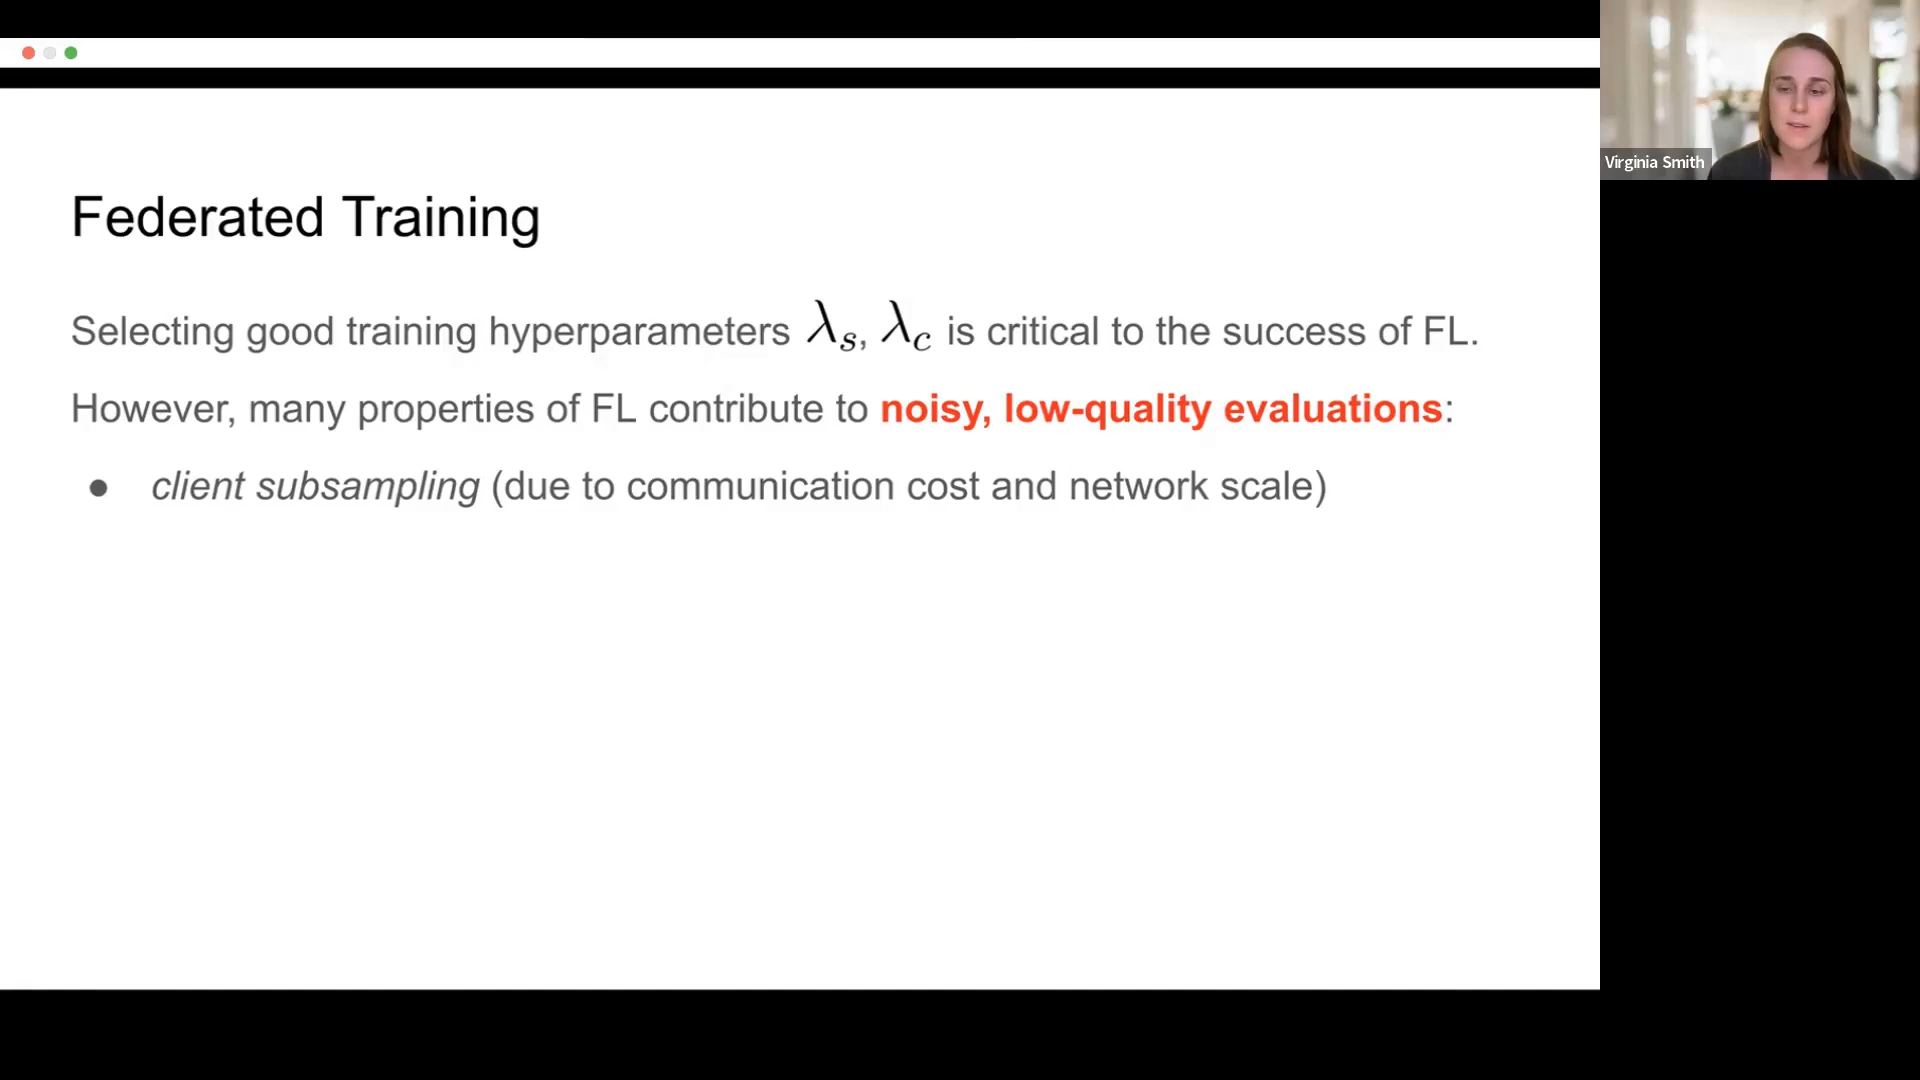 Virginia Smith
Federated Training
Selecting good training hyperparameters λs, λc is critical to the success of FL.
However, many properties of FL contribute to noisy, low-quality evaluations:
● client subsampling (due to communication cost and network scale)